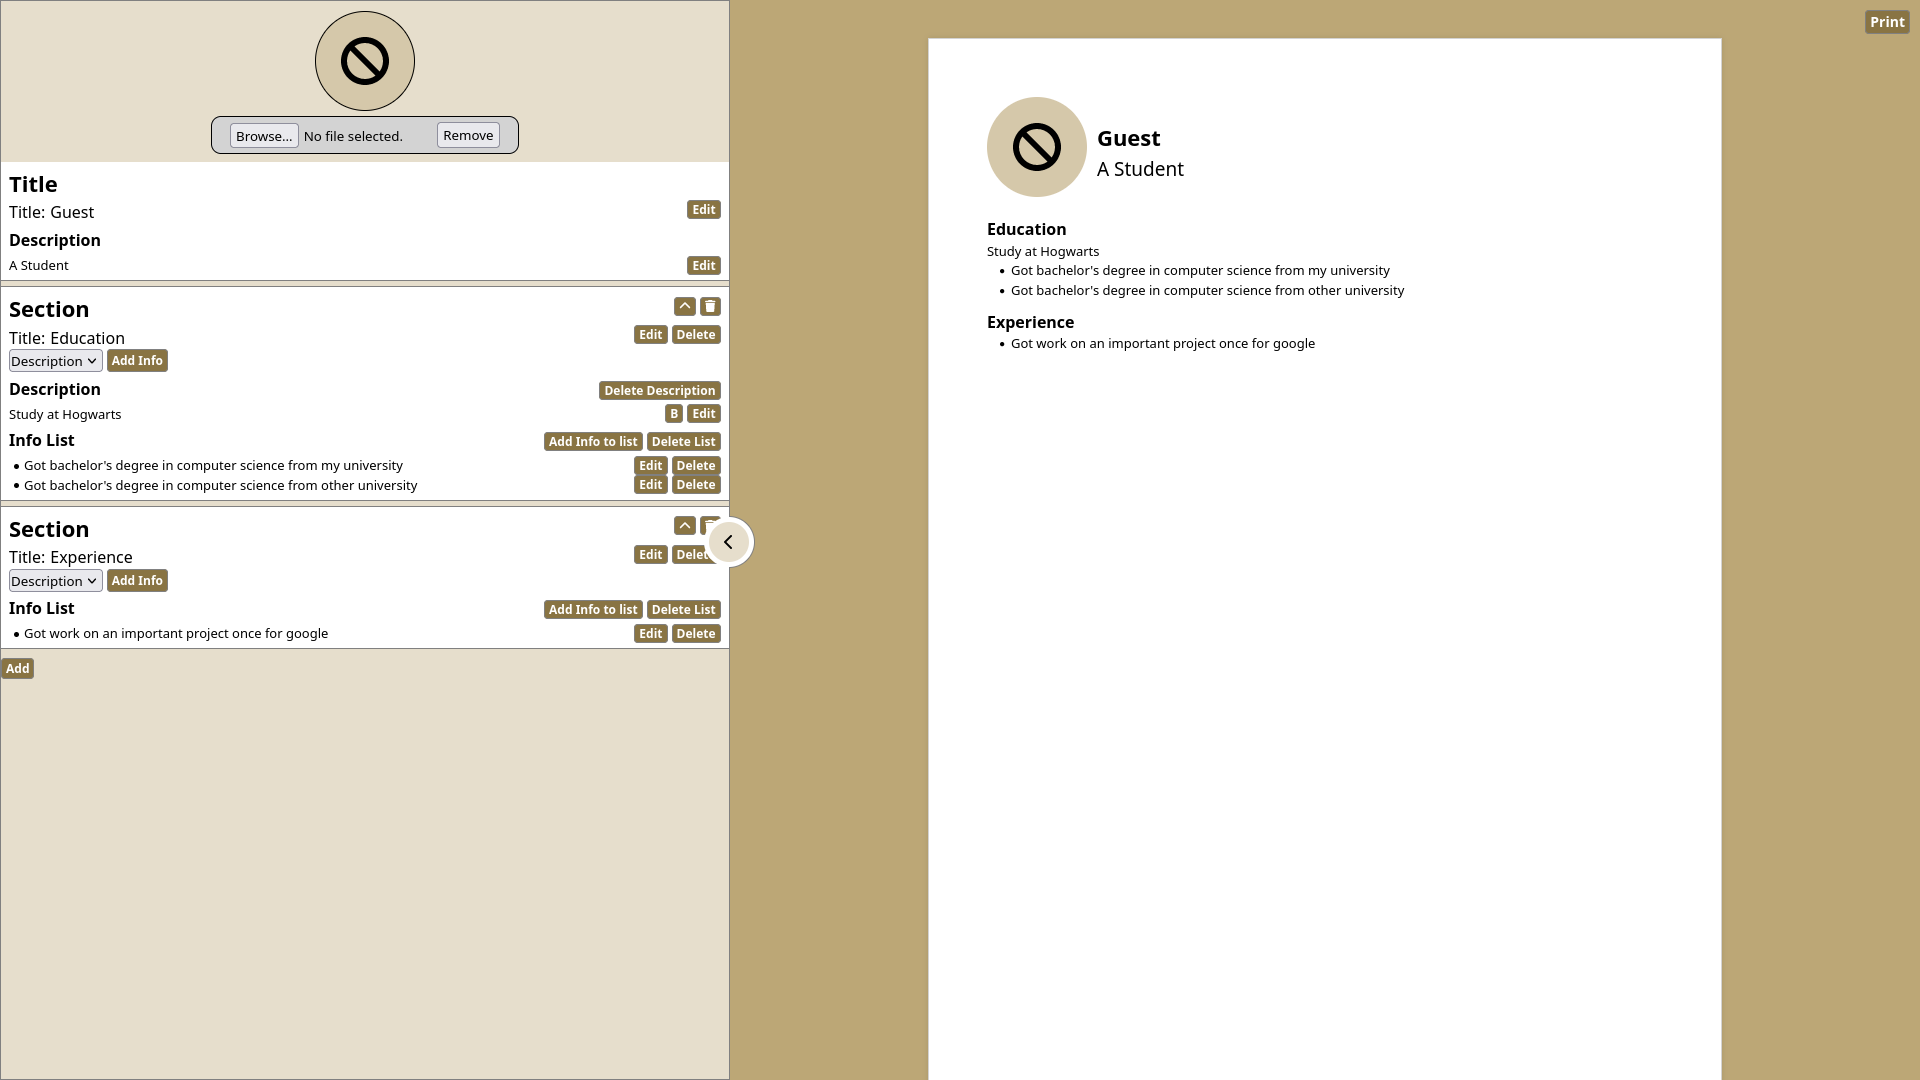 Browse... No file selected. Remove
Title
Title: Guest Edit
Description
A Student Edit
Section
Title: Education Edit Delete
Description Add Info
Description Delete Description
Study at Hogwarts B Edit
Info List Add Info to list Delete List
• Got bachelor's degree in computer science from my university Edit Delete
• Got bachelor's degree in computer science from other university Edit Delete
Section
Title: Experience Edit Delet
Description Add Info
Info List Add Info to list Delete List
• Got work on an important project once for google Edit Delete
Add
Print
Guest
A Student
Education
Study at Hogwarts
• Got bachelor's degree in computer science from my university
• Got bachelor's degree in computer science from other university
Experience
• Got work on an important project once for google